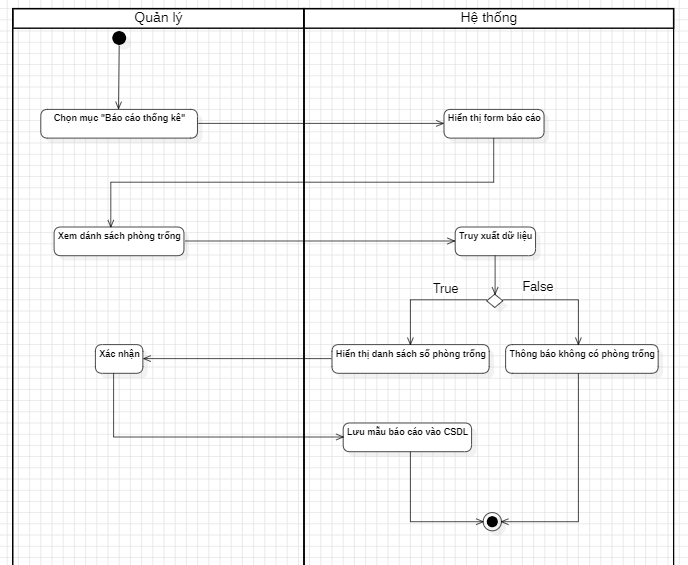 Quản lý
Hệ thống
Chọn mục "Báo cáo thống kê"
Hiển thị form báo cáo
Xem dánh sách phòng trống
Truy xuất dữ liệu
True
False
Xác nhận
Hiển thị danh sách số phòng trống
Thông báo không có phòng trống
Lưu mẫu báo cáo vào CSDL